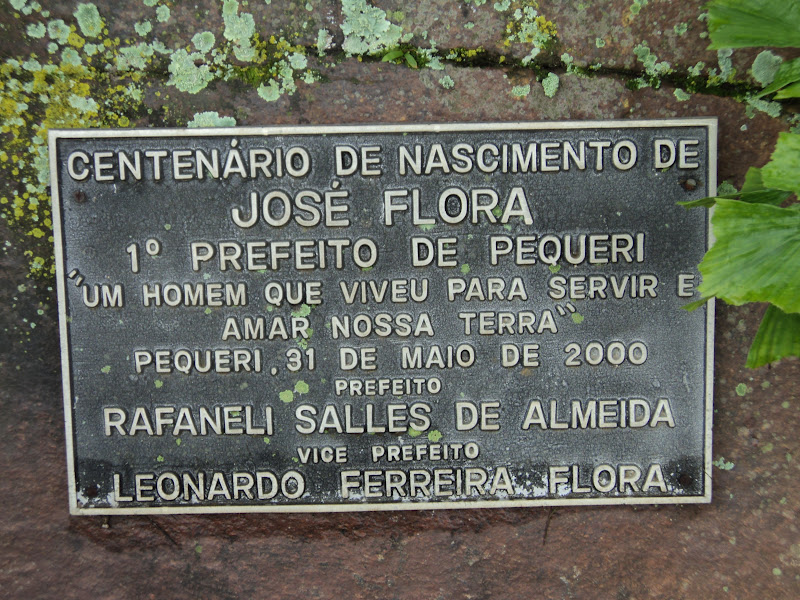 CENTENÁRIO DE NASCIMENTO DE
JOSÉ FLORA
1º PREFEITO DE PEQUERI
"UM HOMEM QUE VIVEU PARA SERVIR E
AMAR NOSSA TERRA"
PEQUERI, 31 DE MAIO DE 2000
PREFEITO
RAFANELI SALLES DE ALMEIDA
VICE PREFEITO
LEONARDO FERREIRA FLORA